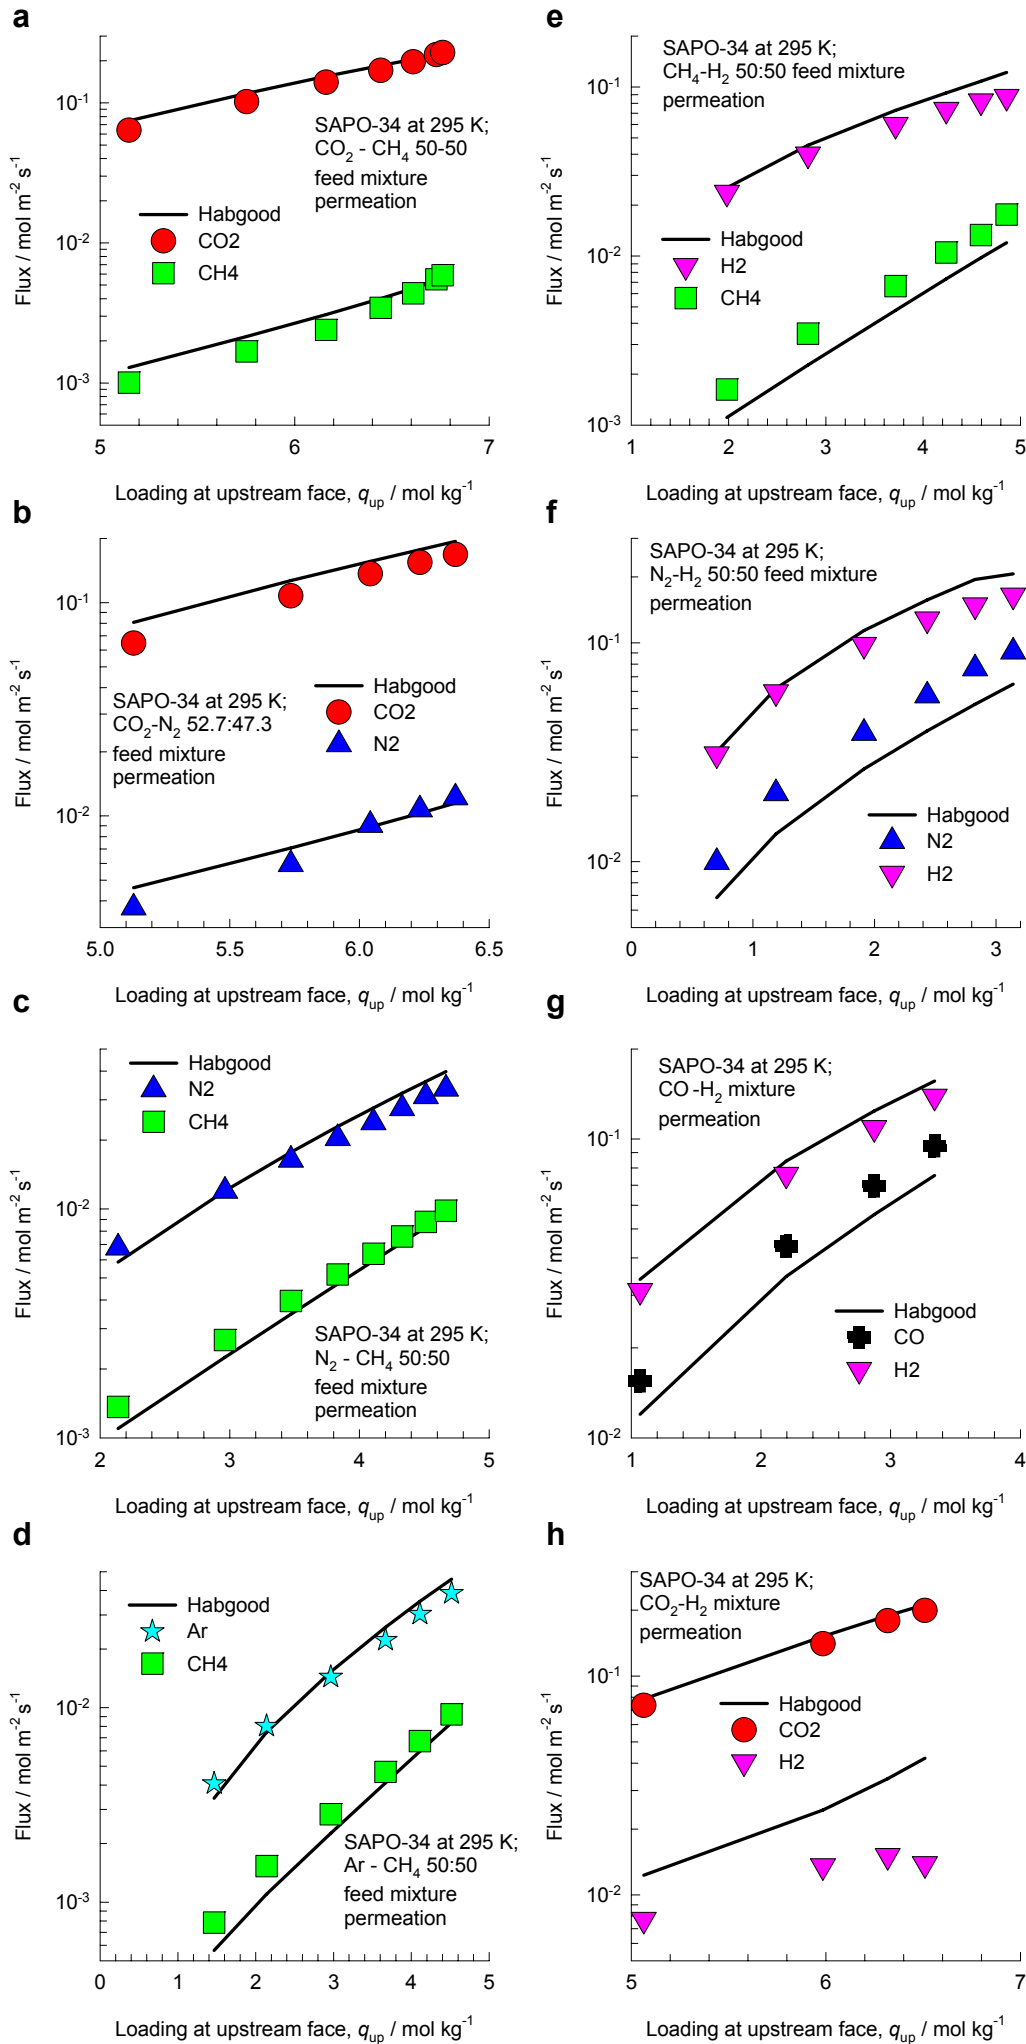 a
10⁻¹
10⁻²
10⁻³
Flux / mol m⁻² s⁻¹
SAPO-34 at 295 K;
CO₂ - CH₄ 50-50
feed mixture
permeation
Habgood
CO2
CH4
5
6
7
Loading at upstream face, q_up / mol kg⁻¹
b
10⁻¹
10⁻²
Flux / mol m⁻² s⁻¹
SAPO-34 at 295 K;
CO₂-N₂ 52.7:47.3
feed mixture
permeation
Habgood
CO2
N2
5.0
5.5
6.0
6.5
Loading at upstream face, q_up / mol kg⁻¹
c
10⁻²
10⁻³
Flux / mol m⁻² s⁻¹
Habgood
N2
CH4
SAPO-34 at 295 K;
N₂ - CH₄ 50:50
feed mixture
permeation
2
3
4
5
Loading at upstream face, q_up / mol kg⁻¹
d
10⁻²
10⁻³
Flux / mol m⁻² s⁻¹
Habgood
Ar
CH4
SAPO-34 at 295 K;
Ar - CH₄ 50:50
feed mixture
permeation
0
1
2
3
4
5
Loading at upstream face, q_up / mol kg⁻¹
e
10⁻¹
10⁻²
10⁻³
Flux / mol m⁻² s⁻¹
SAPO-34 at 295 K;
CH₄-H₂ 50:50 feed mixture
permeation
Habgood
H2
CH4
1
2
3
4
5
Loading at upstream face, q_up / mol kg⁻¹
f
10⁻¹
10⁻²
Flux / mol m⁻² s⁻¹
SAPO-34 at 295 K;
N₂-H₂ 50:50 feed mixture
permeation
Habgood
N2
H2
0
1
2
3
Loading at upstream face, q_up / mol kg⁻¹
g
10⁻¹
10⁻²
Flux / mol m⁻² s⁻¹
SAPO-34 at 295 K;
CO -H₂ mixture
permeation
Habgood
CO
H2
1
2
3
4
Loading at upstream face, q_up / mol kg⁻¹
h
10⁻¹
10⁻²
Flux / mol m⁻² s⁻¹
SAPO-34 at 295 K;
CO₂-H₂ mixture
permeation
Habgood
CO2
H2
5
6
7
Loading at upstream face, q_up / mol kg⁻¹